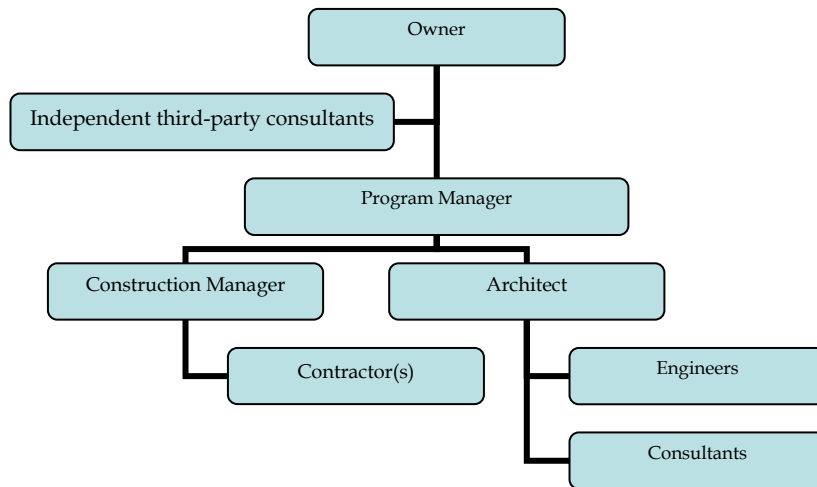 Owner
Independent third-party consultants
Program Manager
Construction Manager
Architect
Contractor(s)
Engineers
Consultants